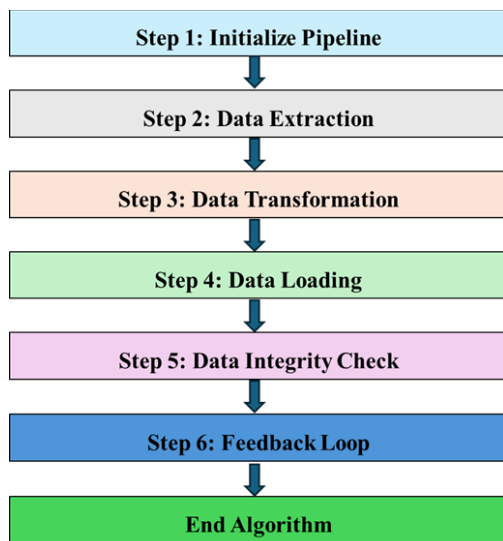 Step 1: Initialize Pipeline
Step 2: Data Extraction
Step 3: Data Transformation
Step 4: Data Loading
Step 5: Data Integrity Check
Step 6: Feedback Loop
End Algorithm